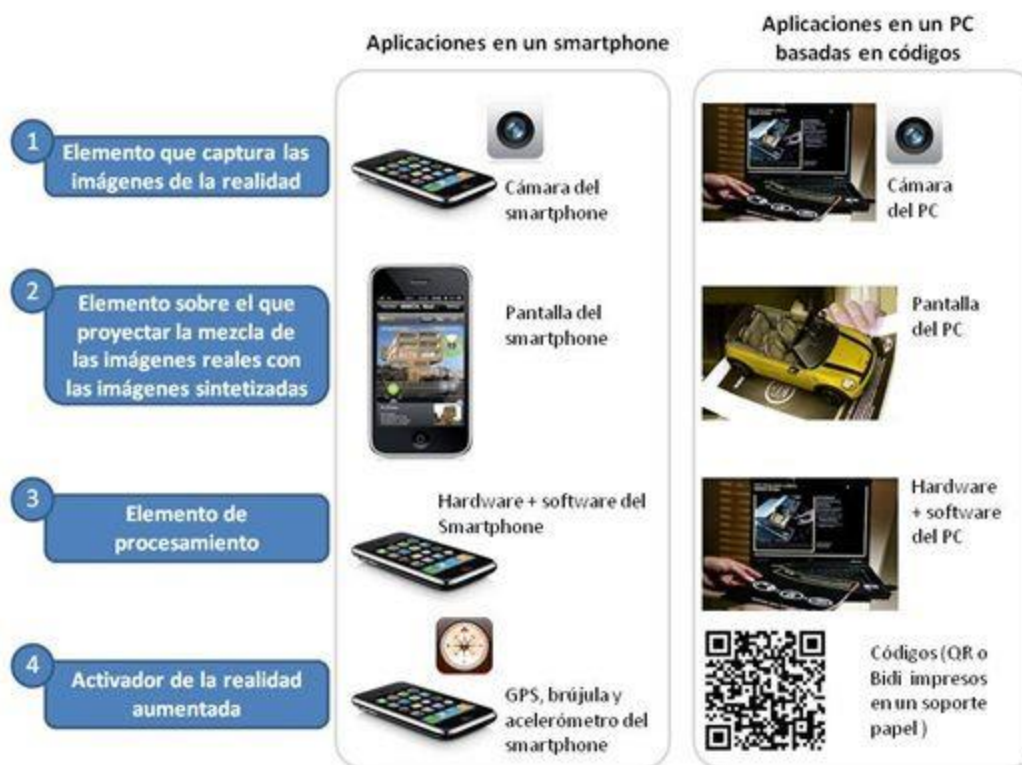 Aplicaciones en un smartphone
Aplicaciones en un PC
basadas en códigos
1
Elemento que captura las
imágenes de la realidad
Cámara del
smartphone
Cámara
del PC
2
Elemento sobre el que
proyectar la mezcla de
las imágenes reales con
las imágenes sintetizadas
Pantalla del
smartphone
Pantalla
del PC
3
Elemento de
procesamiento
Hardware + software del
Smartphone
Hardware
+ software
del PC
4
Activador de la realidad
aumentada
GPS, brújula y
acelerómetro del
smartphone
Códigos (QR o
Bidi impresos
en un soporte
papel )